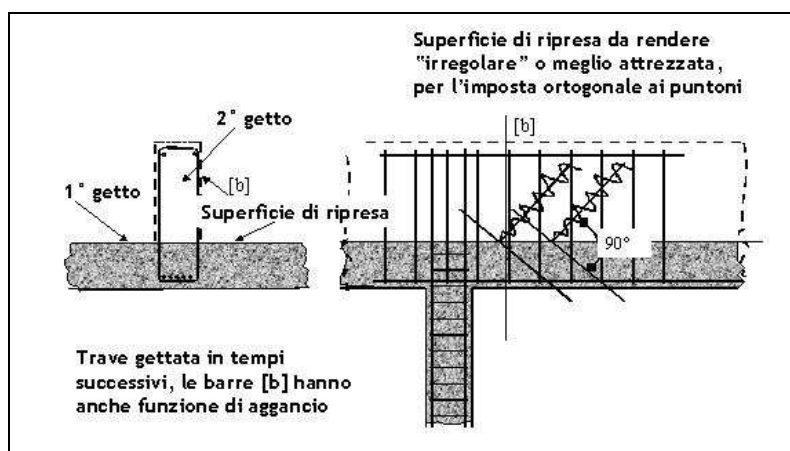 Superficie di ripresa da rendere
"irregolare" o meglio attrezzata,
per l'imposta ortogonale ai puntoni
2° getto
[b]
[b]
1° getto
Superficie di ripresa
90°
Trave gettata in tempi
successivi, le barre [b] hanno
anche funzione di aggancio